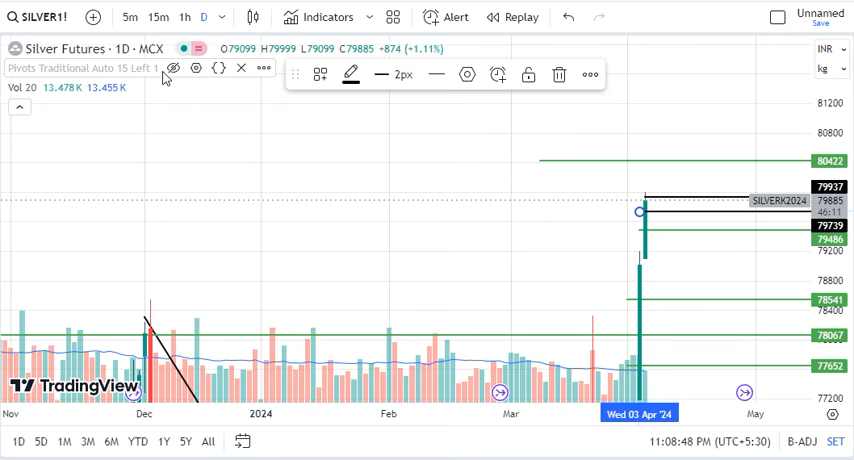 SILVER1! 5m 15m 1h D Indicators Alert Replay Unnamed
Save
Silver Futures · 1D · MCX O79099 H79999 L79099 C79885 +874 (+1.11%) INR
Pivots Traditional Auto 15 Left 1 2px kg
Vol 20 13.478K 13.455K
81200
80800
80422
79937
SILVERK2024 79885
46:11
79739
79486
79200
78800
78541
78400
78067
77652
TradingView
77200
Nov Dec 2024 Feb Mar Wed 03 Apr '24 May
1D 5D 1M 3M 6M YTD 1Y 5Y All 11:08:48 PM (UTC+5:30) B-ADJ SET